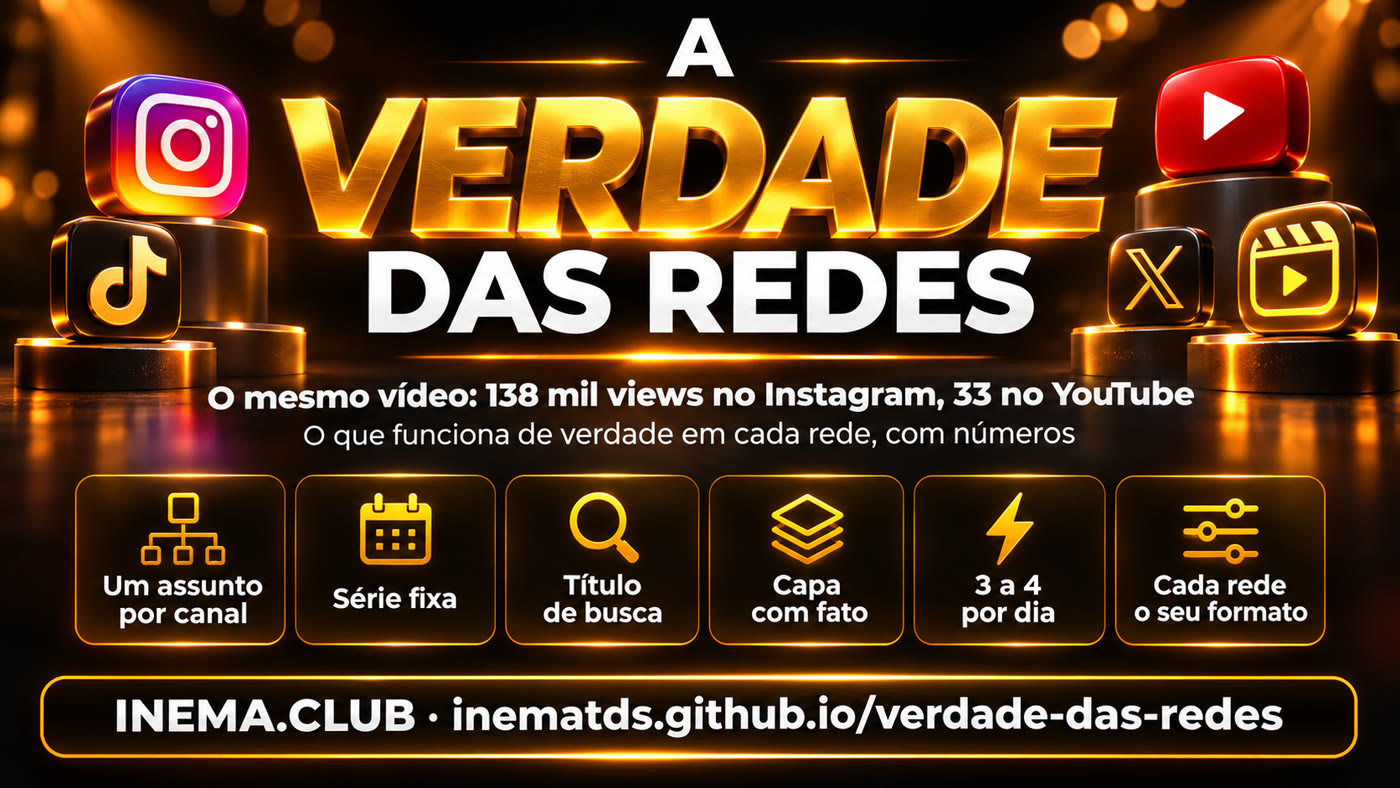 A
VERDADE
DAS REDES
O mesmo vídeo: 138 mil views no Instagram, 33 no YouTube
O que funciona de verdade em cada rede, com números
Um assunto
por canal
Série fixa
Título
de busca
Capa
com fato
3 a 4
por dia
Cada rede
o seu formato
INEMA.CLUB · inematds.github.io/verdade-das-redes